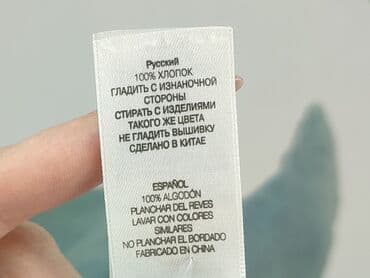 Русский
100% ХЛОПОК
ГЛАДИТЬ С ИЗНАНОЧНОЙ
СТОРОНЫ
СТИРАТЬ С ИЗДЕЛИЯМИ
ТАКОГО ЖЕ ЦВЕТА
НЕ ГЛАДИТЬ ВЫШИВКУ
СДЕЛАНО В КИТАЕ
ESPAÑOL
100% ALGODÓN
PLANCHAR DEL REVES
LAVAR CON COLORES
SIMILARES
NO PLANCHAR EL BORDADO
FABRICADO EN CHINA